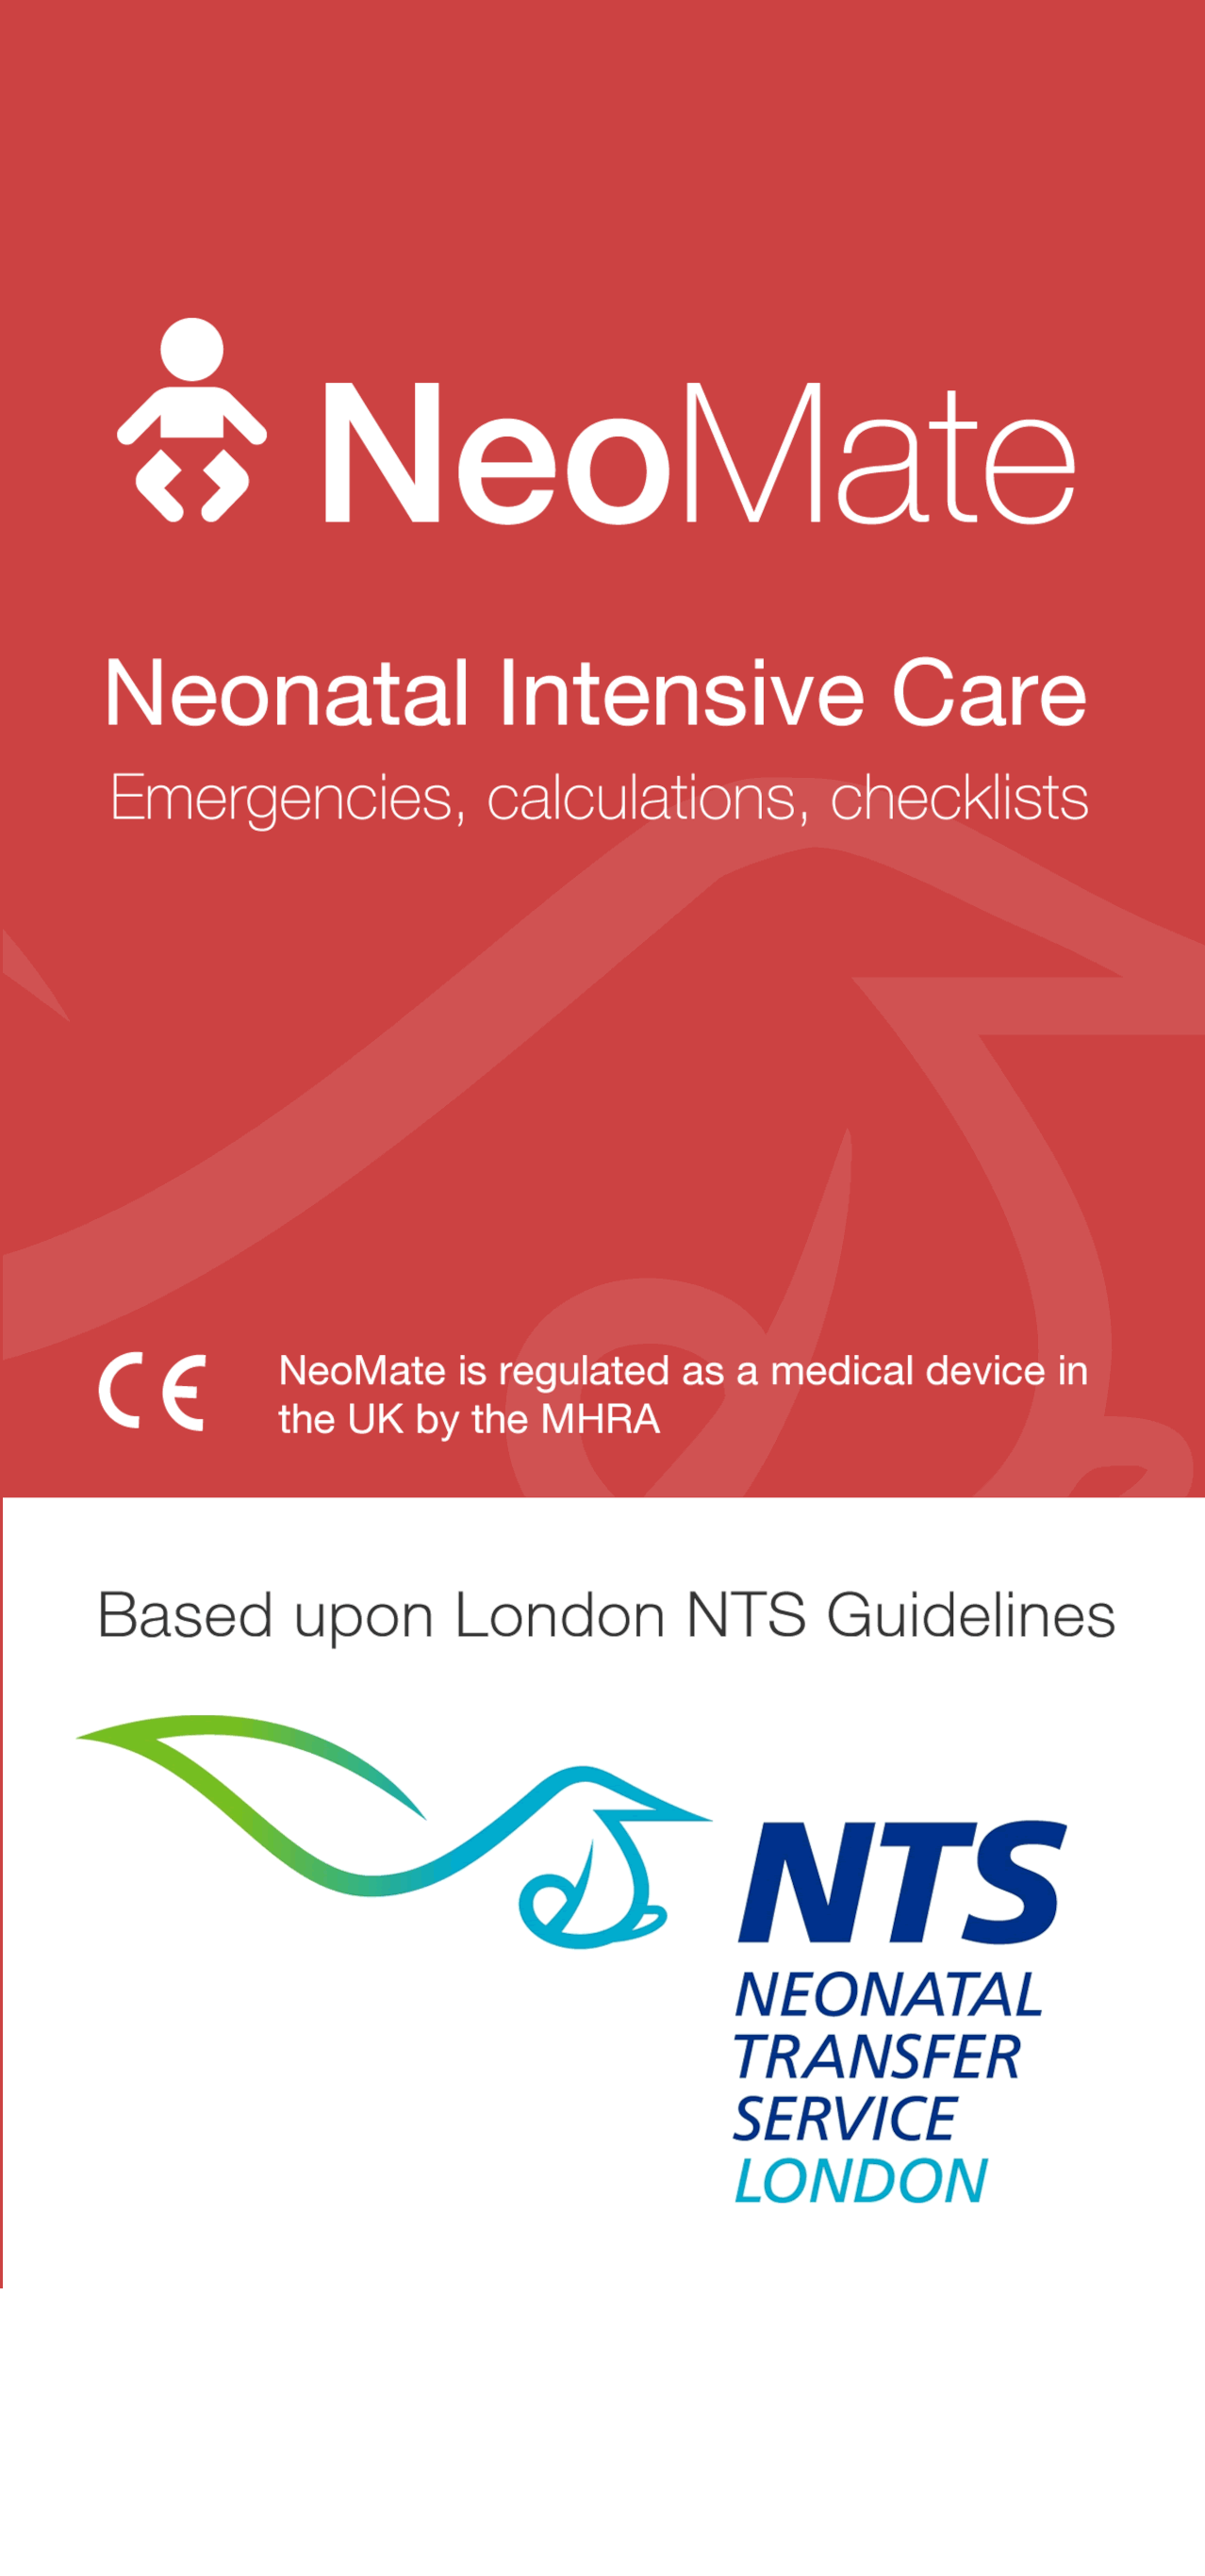 NeoMate
Neonatal Intensive Care
Emergencies, calculations, checklists
CE
NeoMate is regulated as a medical device in
the UK by the MHRA
Based upon London NTS Guidelines
NTS
NEONATAL
TRANSFER
SERVICE
LONDON